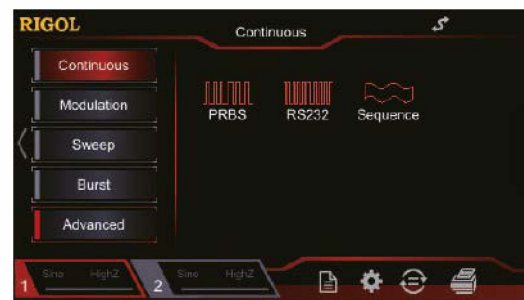 RIGOL
Continuous
Continuous
Modulation
Sweep
Burst
Advanced
PRBS
RS232
Sequence
1
Sine
HighZ
2
Sine
HighZ